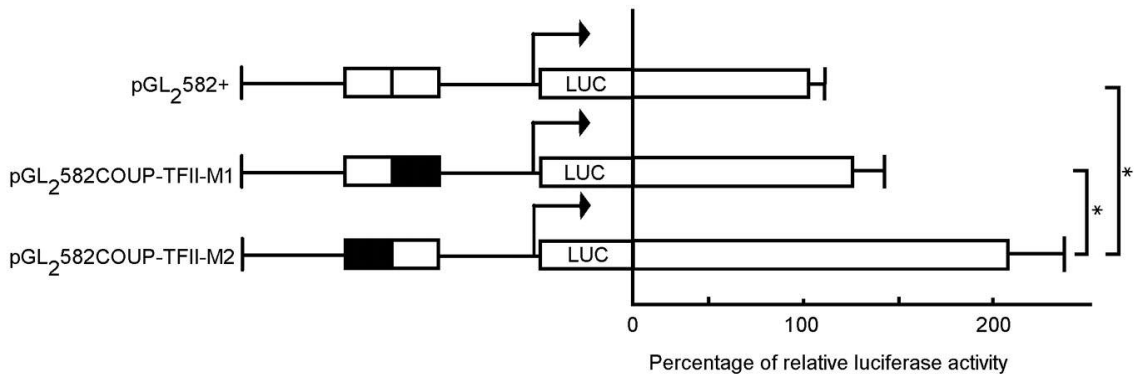 pGL2582+
LUC
pGL2582COUP-TFII-M1
LUC
*
*
pGL2582COUP-TFII-M2
LUC
0 100 200
Percentage of relative luciferase activity